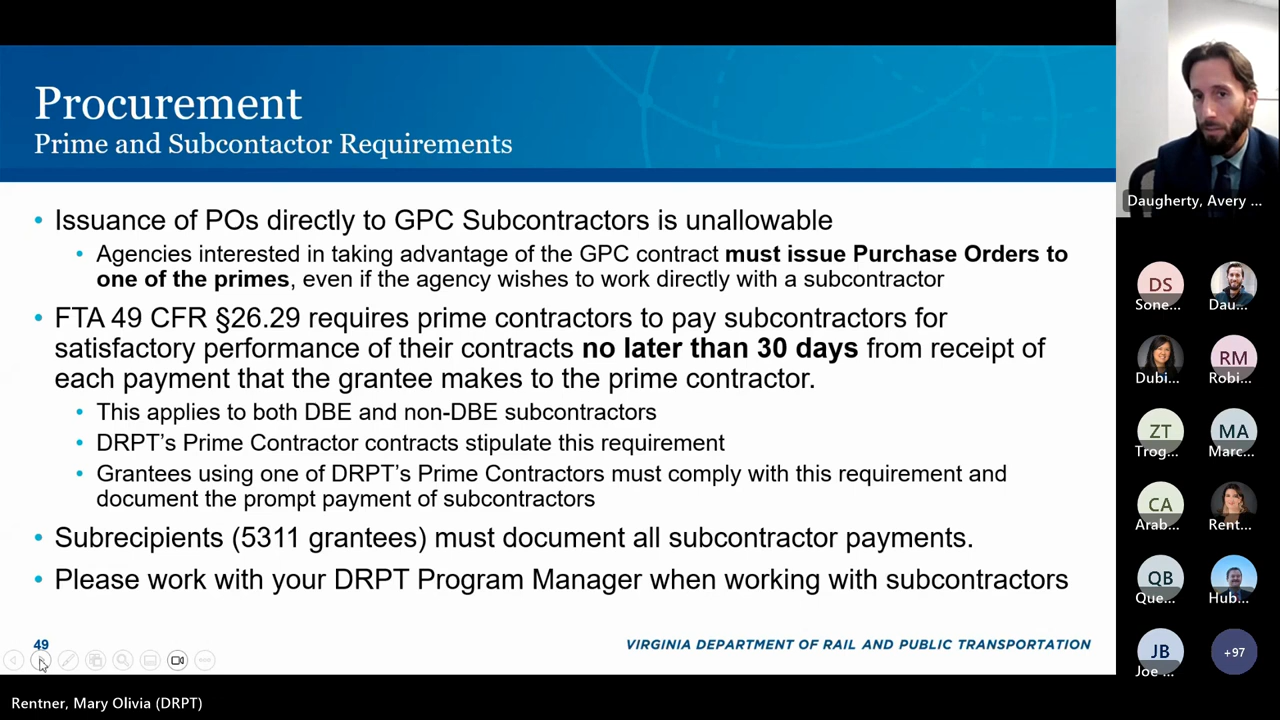 Procurement
Prime and Subcontactor Requirements
• Issuance of POs directly to GPC Subcontractors is unallowable
• Agencies interested in taking advantage of the GPC contract must issue Purchase Orders to
one of the primes, even if the agency wishes to work directly with a subcontractor
• FTA 49 CFR §26.29 requires prime contractors to pay subcontractors for
satisfactory performance of their contracts no later than 30 days from receipt of
each payment that the grantee makes to the prime contractor.
• This applies to both DBE and non-DBE subcontractors
• DRPT’s Prime Contractor contracts stipulate this requirement
• Grantees using one of DRPT’s Prime Contractors must comply with this requirement and
document the prompt payment of subcontractors
• Subrecipients (5311 grantees) must document all subcontractor payments.
• Please work with your DRPT Program Manager when working with subcontractors
49
VIRGINIA DEPARTMENT OF RAIL AND PUBLIC TRANSPORTATION
Rentner, Mary Olivia (DRPT)
Daugherty, Avery ...
DS
Sone...
Dau...
Dubi...
RM
Robi...
ZT
Trog...
MA
Marc...
CA
Arab...
Rent...
QB
Que...
Hub...
JB
Joe ...
+97